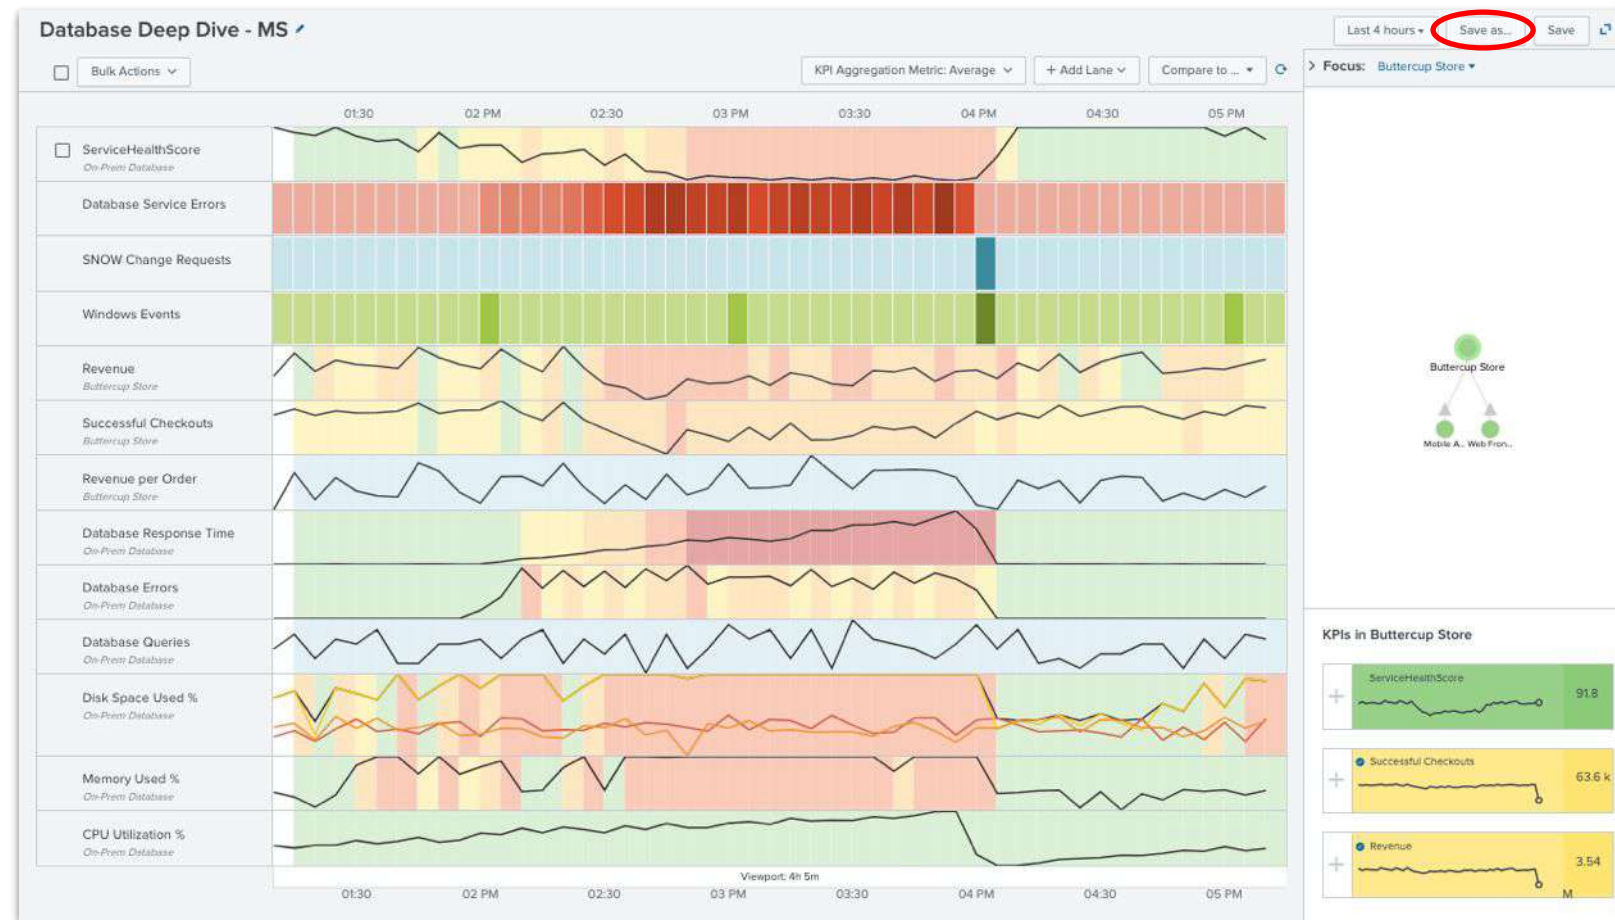 Database Deep Dive - MS
Last 4 hours
Save as...
Save
Bulk Actions
KPI Aggregation Metric: Average
+ Add Lane
Compare to ...
> Focus: Buttercup Store
01:30 02 PM 02:30 03 PM 03:30 04 PM 04:30 05 PM
ServiceHealthScore
On-Prem Database
Database Service Errors
SNOW Change Requests
Windows Events
Revenue
Buttercup Store
Successful Checkouts
Buttercup Store
Revenue per Order
Buttercup Store
Database Response Time
On-Prem Database
Database Errors
On-Prem Database
Database Queries
On-Prem Database
Disk Space Used %
On-Prem Database
Memory Used %
On-Prem Database
CPU Utilization %
On-Prem Database
Viewport: 4h 5m
01:30 02 PM 02:30 03 PM 03:30 04 PM 04:30 05 PM
Buttercup Store
Mobile A... Web Fron...
KPIs in Buttercup Store
ServiceHealthScore
91.8
Successful Checkouts
63.6 k
Revenue
3.54
M